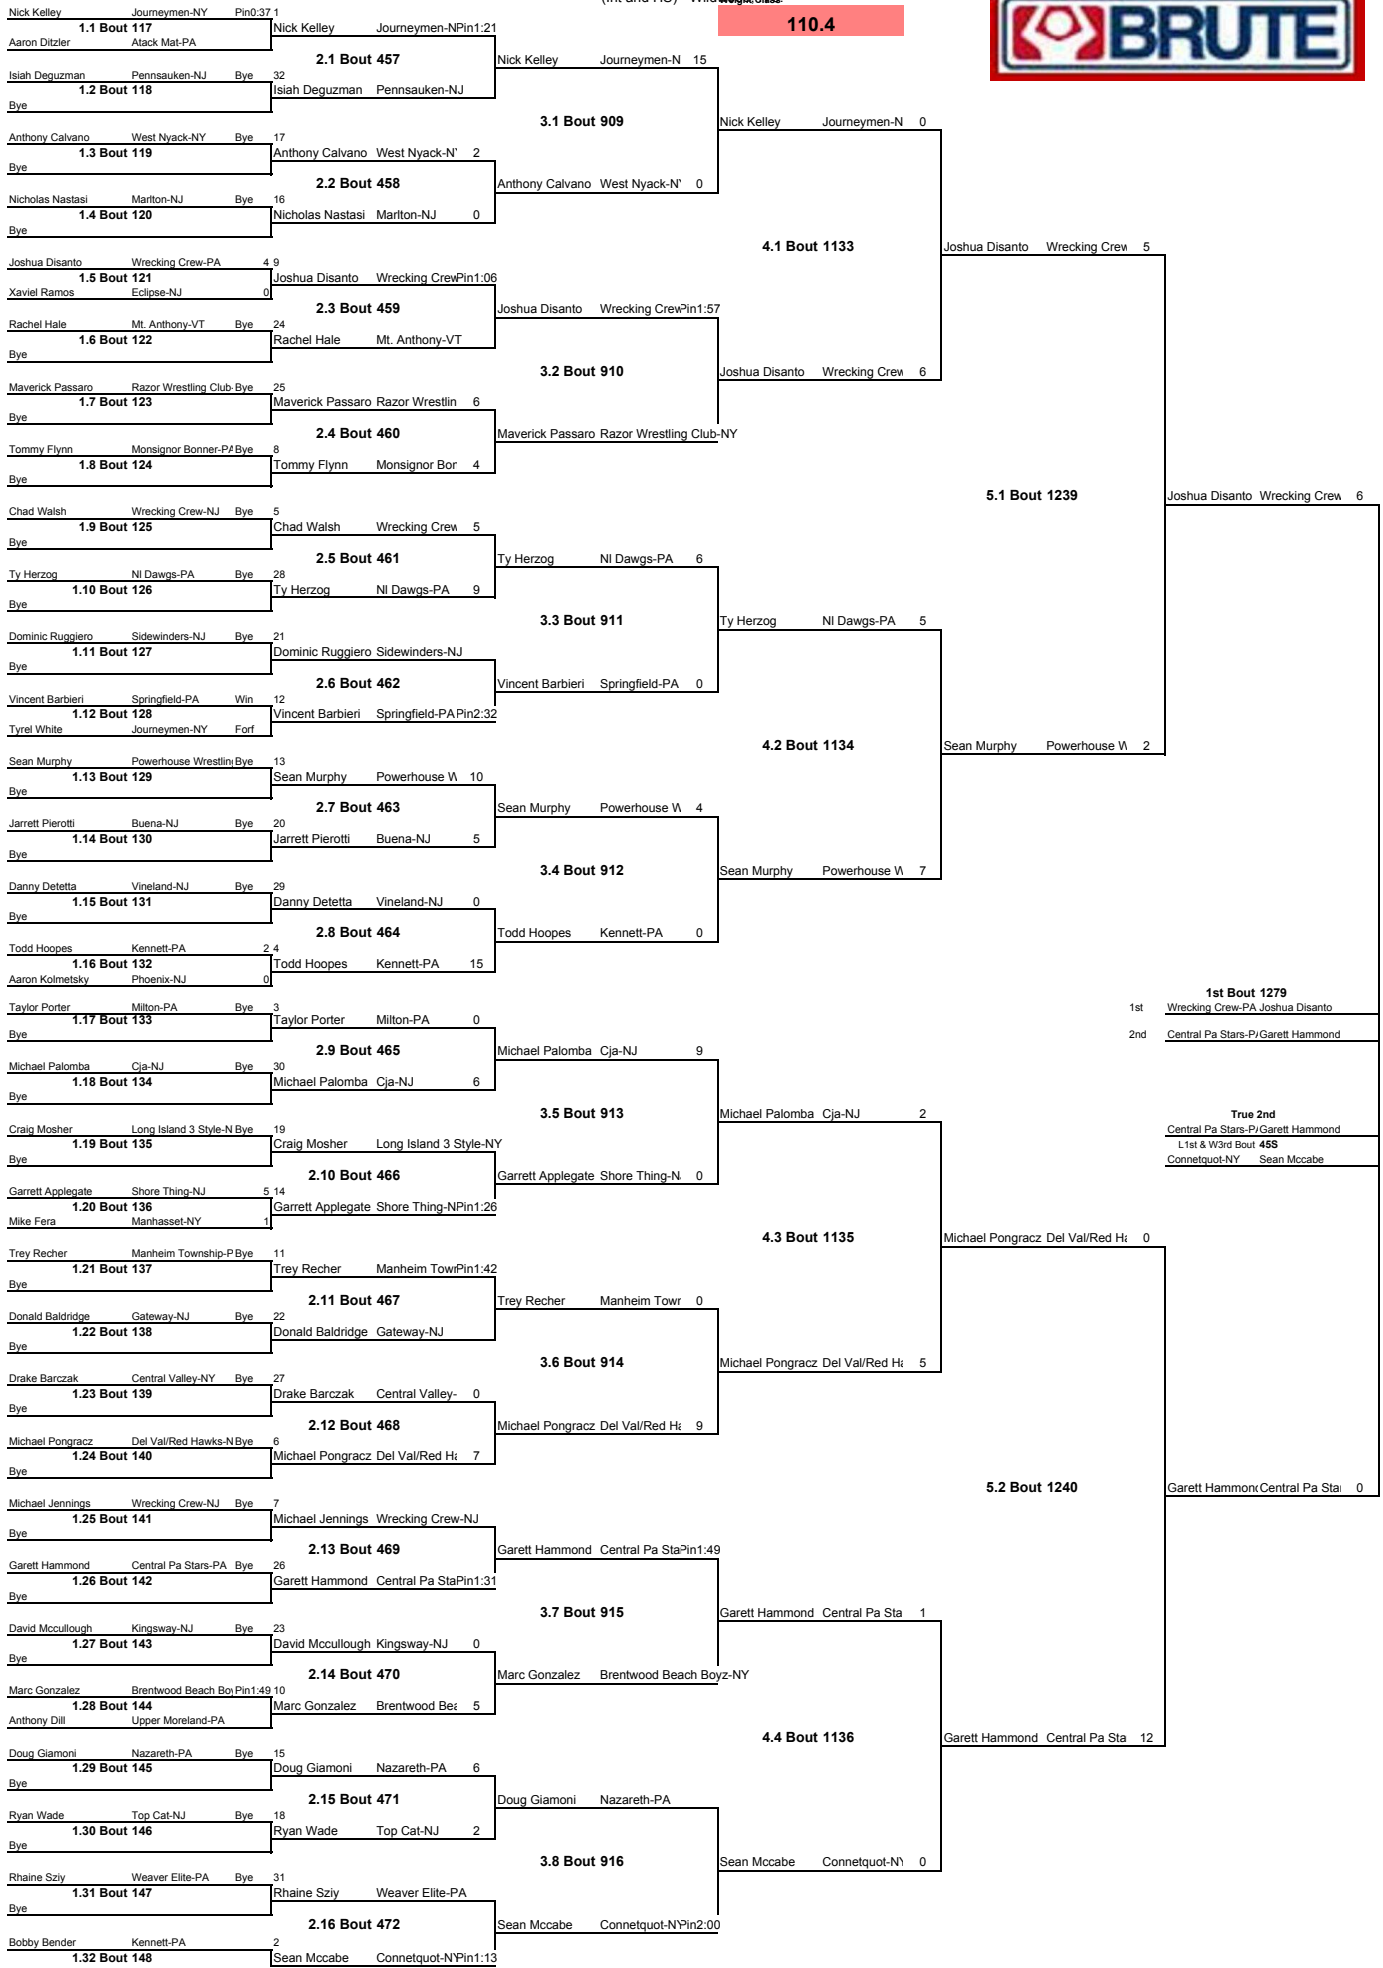 (Int and HS) - Wild
Weight Class
110.4
BRUTE
Nick Kelley Journeymen-NY Pin0:37 1
1.1 Bout 117
Aaron Ditzler Atack Mat-PA
Nick Kelley Journeymen-N Pin1:21
2.1 Bout 457
Isiah Deguzman Pennsauken-NJ Bye 32
1.2 Bout 118
Bye
Isiah Deguzman Pennsauken-NJ
Nick Kelley Journeymen-N 15
3.1 Bout 909
Anthony Calvano West Nyack-NY Bye 17
1.3 Bout 119
Bye
Anthony Calvano West Nyack-N 2
2.2 Bout 458
Nicholas Nastasi Marlton-NJ Bye 16
1.4 Bout 120
Bye
Nicholas Nastasi Marlton-NJ 0
Anthony Calvano West Nyack-N 0
Nick Kelley Journeymen-N 0
4.1 Bout 1133
Joshua Disanto Wrecking Crew-PA 4 9
1.5 Bout 121
Xaviel Ramos Eclipse-NJ 0
Joshua Disanto Wrecking Crew Pin1:06
2.3 Bout 459
Rachel Hale Mt. Anthony-VT Bye 24
1.6 Bout 122
Bye
Rachel Hale Mt. Anthony-VT
Joshua Disanto Wrecking Crew Pin1:57
3.2 Bout 910
Maverick Passaro Razor Wrestling Club- Bye 25
1.7 Bout 123
Bye
Maverick Passaro Razor Wrestlin 6
2.4 Bout 460
Tommy Flynn Monsignor Bonner-PA Bye 8
1.8 Bout 124
Bye
Tommy Flynn Monsignor Bor 4
Maverick Passaro Razor Wrestling Club-NY
Joshua Disanto Wrecking Crew 6
Joshua Disanto Wrecking Crew 5
5.1 Bout 1239
Chad Walsh Wrecking Crew-NJ Bye 5
1.9 Bout 125
Bye
Chad Walsh Wrecking Crew 5
2.5 Bout 461
Ty Herzog Nl Dawgs-PA Bye 28
1.10 Bout 126
Bye
Ty Herzog Nl Dawgs-PA 9
Ty Herzog Nl Dawgs-PA 6
3.3 Bout 911
Dominic Ruggiero Sidewinders-NJ Bye 21
1.11 Bout 127
Bye
Dominic Ruggiero Sidewinders-NJ
2.6 Bout 462
Vincent Barbieri Springfield-PA Win 12
1.12 Bout 128
Tyrel White Journeymen-NY Forf
Vincent Barbieri Springfield-PA Pin2:32
Vincent Barbieri Springfield-PA 0
Ty Herzog Nl Dawgs-PA 5
4.2 Bout 1134
Sean Murphy Powerhouse Wrestling Bye 13
1.13 Bout 129
Bye
Sean Murphy Powerhouse W 10
2.7 Bout 463
Jarrett Pierotti Buena-NJ Bye 20
1.14 Bout 130
Bye
Jarrett Pierotti Buena-NJ 5
Sean Murphy Powerhouse W 4
3.4 Bout 912
Danny Detetta Vineland-NJ Bye 29
1.15 Bout 131
Bye
Danny Detetta Vineland-NJ 0
2.8 Bout 464
Todd Hoopes Kennett-PA 2 4
1.16 Bout 132
Aaron Kolmetsky Phoenix-NJ 0
Todd Hoopes Kennett-PA 15
Todd Hoopes Kennett-PA 0
Sean Murphy Powerhouse W 7
Sean Murphy Powerhouse W 2
Joshua Disanto Wrecking Crew 6
1st Bout 1279
1st Wrecking Crew-PA Joshua Disanto
2nd Central Pa Stars-PA Garett Hammond
True 2nd
Central Pa Stars-PA Garett Hammond
L1st & W3rd Bout 45S
Connetquot-NY Sean Mccabe
Taylor Porter Milton-PA Bye 3
1.17 Bout 133
Bye
Taylor Porter Milton-PA 0
2.9 Bout 465
Michael Palomba Cja-NJ Bye 30
1.18 Bout 134
Bye
Michael Palomba Cja-NJ 6
Michael Palomba Cja-NJ 9
3.5 Bout 913
Craig Mosher Long Island 3 Style-N Bye 19
1.19 Bout 135
Bye
Craig Mosher Long Island 3 Style-NY
2.10 Bout 466
Garrett Applegate Shore Thing-NJ 5 14
1.20 Bout 136
Mike Fera Manhasset-NY 1
Garrett Applegate Shore Thing-N Pin1:26
Garrett Applegate Shore Thing-N 0
Michael Palomba Cja-NJ 2
4.3 Bout 1135
Trey Recher Manheim Township-P Bye 11
1.21 Bout 137
Bye
Trey Recher Manheim Towr Pin1:42
2.11 Bout 467
Donald Baldridge Gateway-NJ Bye 22
1.22 Bout 138
Bye
Donald Baldridge Gateway-NJ
Trey Recher Manheim Towr 0
3.6 Bout 914
Drake Barczak Central Valley-NY Bye 27
1.23 Bout 139
Bye
Drake Barczak Central Valley- 0
2.12 Bout 468
Michael Pongracz Del Val/Red Hawks-N Bye 6
1.24 Bout 140
Bye
Michael Pongracz Del Val/Red Ha 7
Michael Pongracz Del Val/Red Ha 9
Michael Pongracz Del Val/Red Ha 5
Michael Pongracz Del Val/Red Ha 0
5.2 Bout 1240
Michael Jennings Wrecking Crew-NJ Bye 7
1.25 Bout 141
Bye
Michael Jennings Wrecking Crew-NJ
2.13 Bout 469
Garett Hammond Central Pa Stars-PA Bye 26
1.26 Bout 142
Bye
Garett Hammond Central Pa Sta Pin1:31
Garett Hammond Central Pa Sta Pin1:49
3.7 Bout 915
David Mccullough Kingsway-NJ Bye 23
1.27 Bout 143
Bye
David Mccullough Kingsway-NJ 0
2.14 Bout 470
Marc Gonzalez Brentwood Beach Boy Pin1:49 10
1.28 Bout 144
Anthony Dill Upper Moreland-PA
Marc Gonzalez Brentwood Bea 5
Marc Gonzalez Brentwood Beach Boyz-NY
Garett Hammond Central Pa Sta 1
4.4 Bout 1136
Doug Giamoni Nazareth-PA Bye 15
1.29 Bout 145
Bye
Doug Giamoni Nazareth-PA 6
2.15 Bout 471
Ryan Wade Top Cat-NJ Bye 18
1.30 Bout 146
Bye
Ryan Wade Top Cat-NJ 2
Doug Giamoni Nazareth-PA
3.8 Bout 916
Rhaine Sziy Weaver Elite-PA Bye 31
1.31 Bout 147
Bye
Rhaine Sziy Weaver Elite-PA
2.16 Bout 472
Bobby Bender Kennett-PA 2
1.32 Bout 148
Sean Mccabe Connetquot-NY Pin1:13
Sean Mccabe Connetquot-NY Pin2:00
Sean Mccabe Connetquot-NY 0
Garett Hammond Central Pa Sta 12
Garett Hammond Central Pa Sta 0